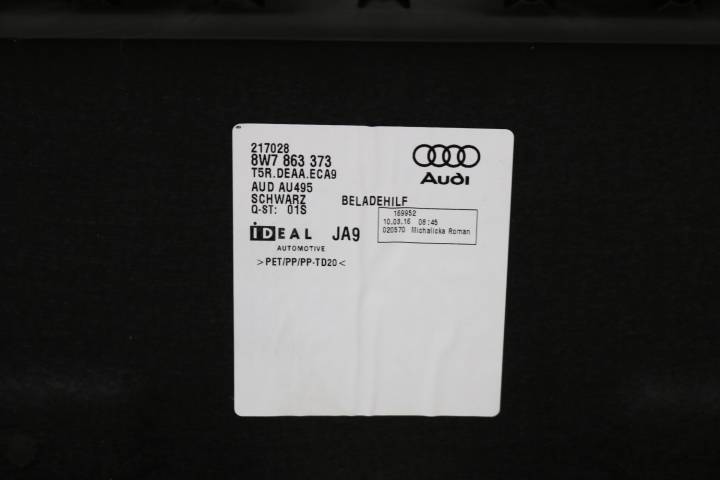 217028
8W7 863 373
T5R.DEAA.ECA9
AUD AU495
SCHWARZ BELADEHILF
Q-ST: 01S
Audi
169952
10.03.16 08:45
020570 Michalicka Roman
iDEAL JA9
AUTOMOTIVE
>PET/PP/PP-TD20<